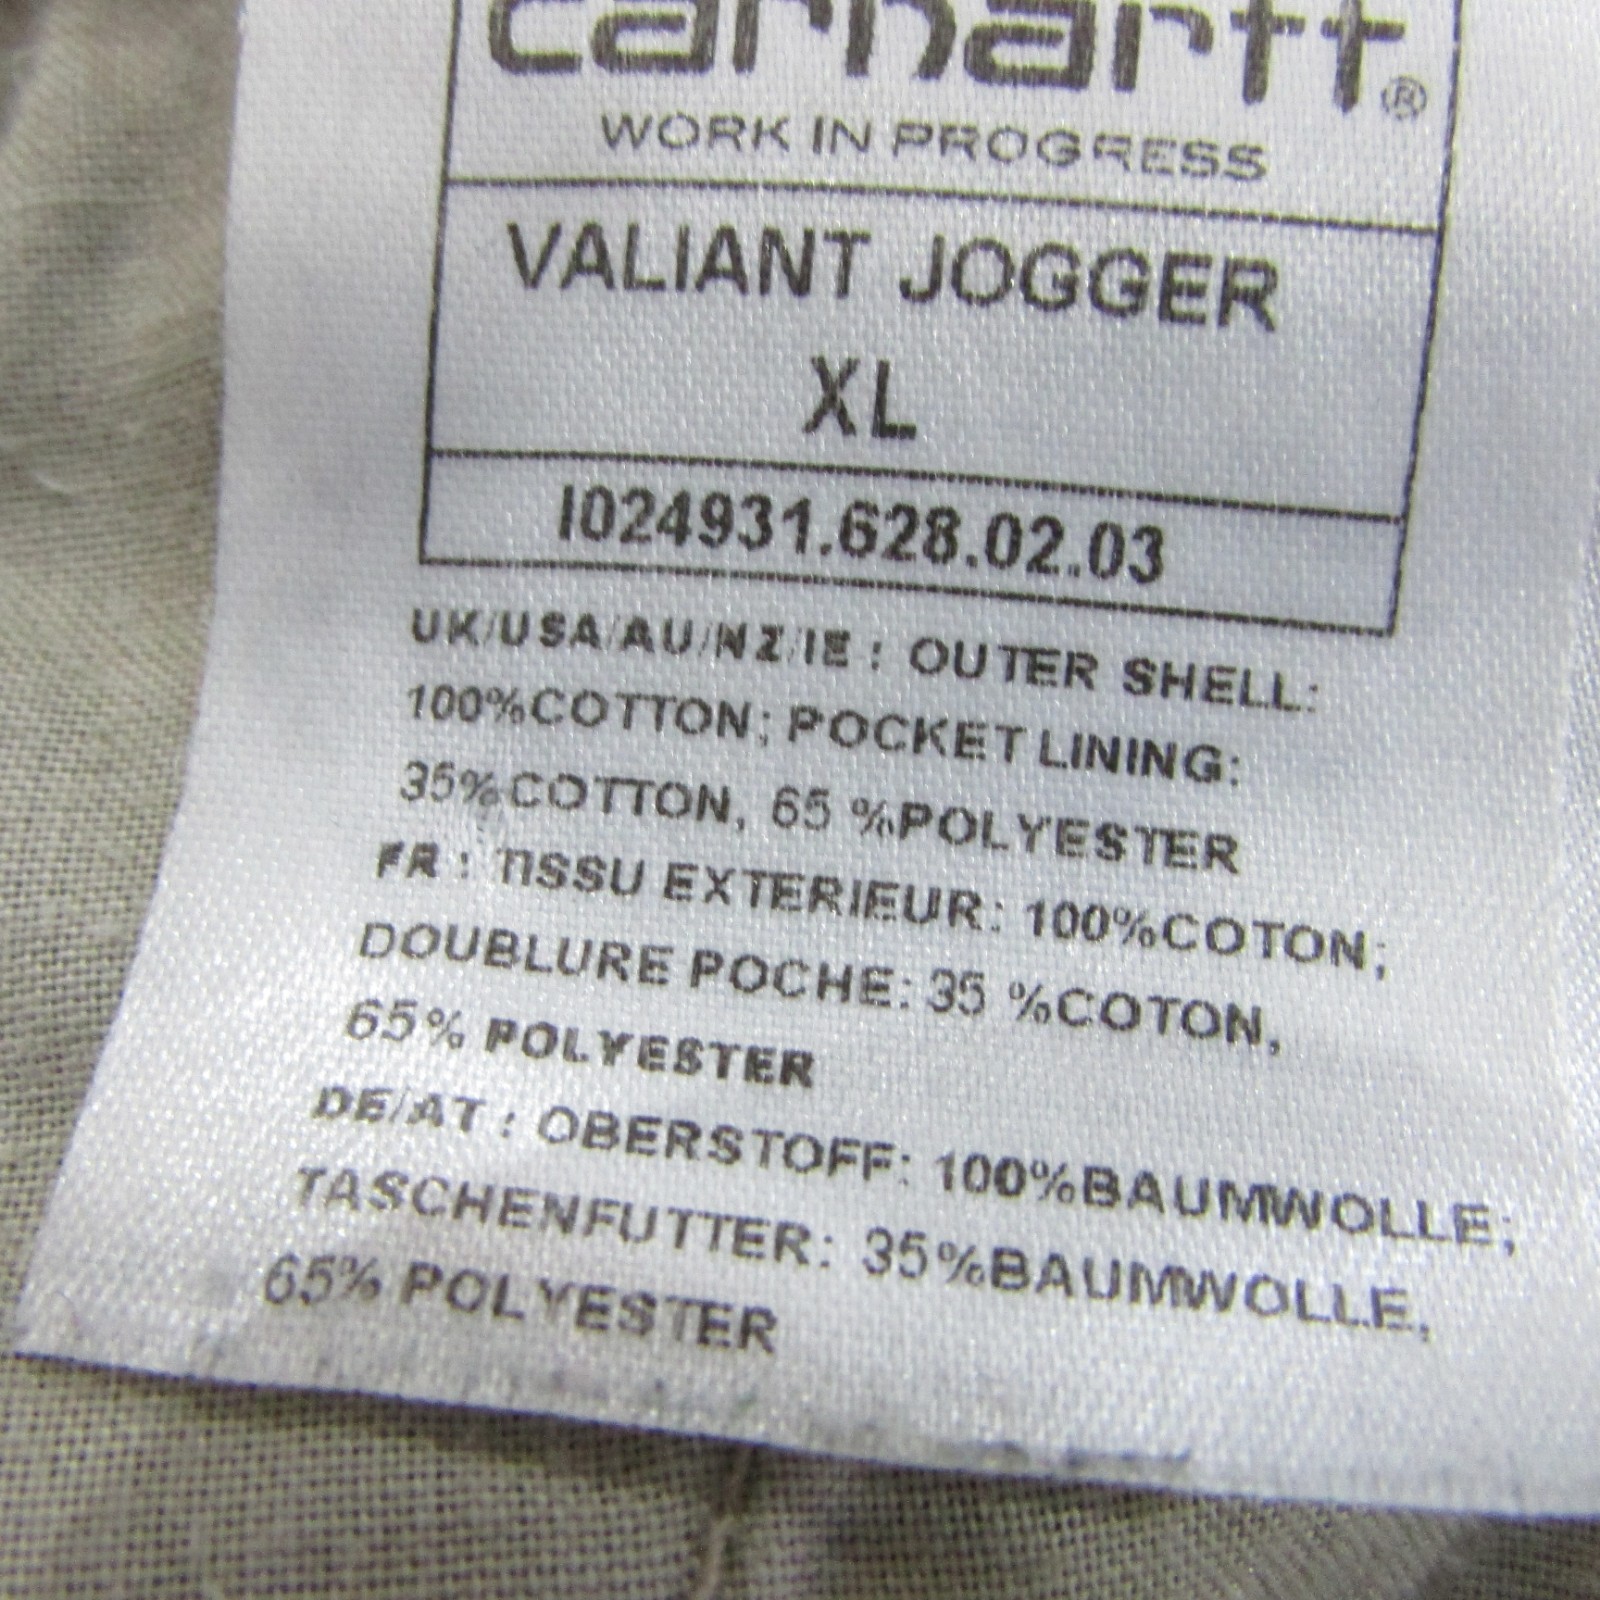 carhartt®
WORK IN PROGRESS
VALIANT JOGGER
XL
I024931.628.02.03
UK/USA/AU/NZ/IE : OUTER SHELL:
100%COTTON; POCKET LINING:
35%COTTON, 65 %POLYESTER
FR : TISSU EXTERIEUR: 100%COTON;
DOUBLURE POCHE: 35 %COTON,
65% POLYESTER
DE/AT : OBERSTOFF: 100%BAUMWOLLE;
TASCHENFUTTER: 35%BAUMWOLLE,
65% POLYESTER